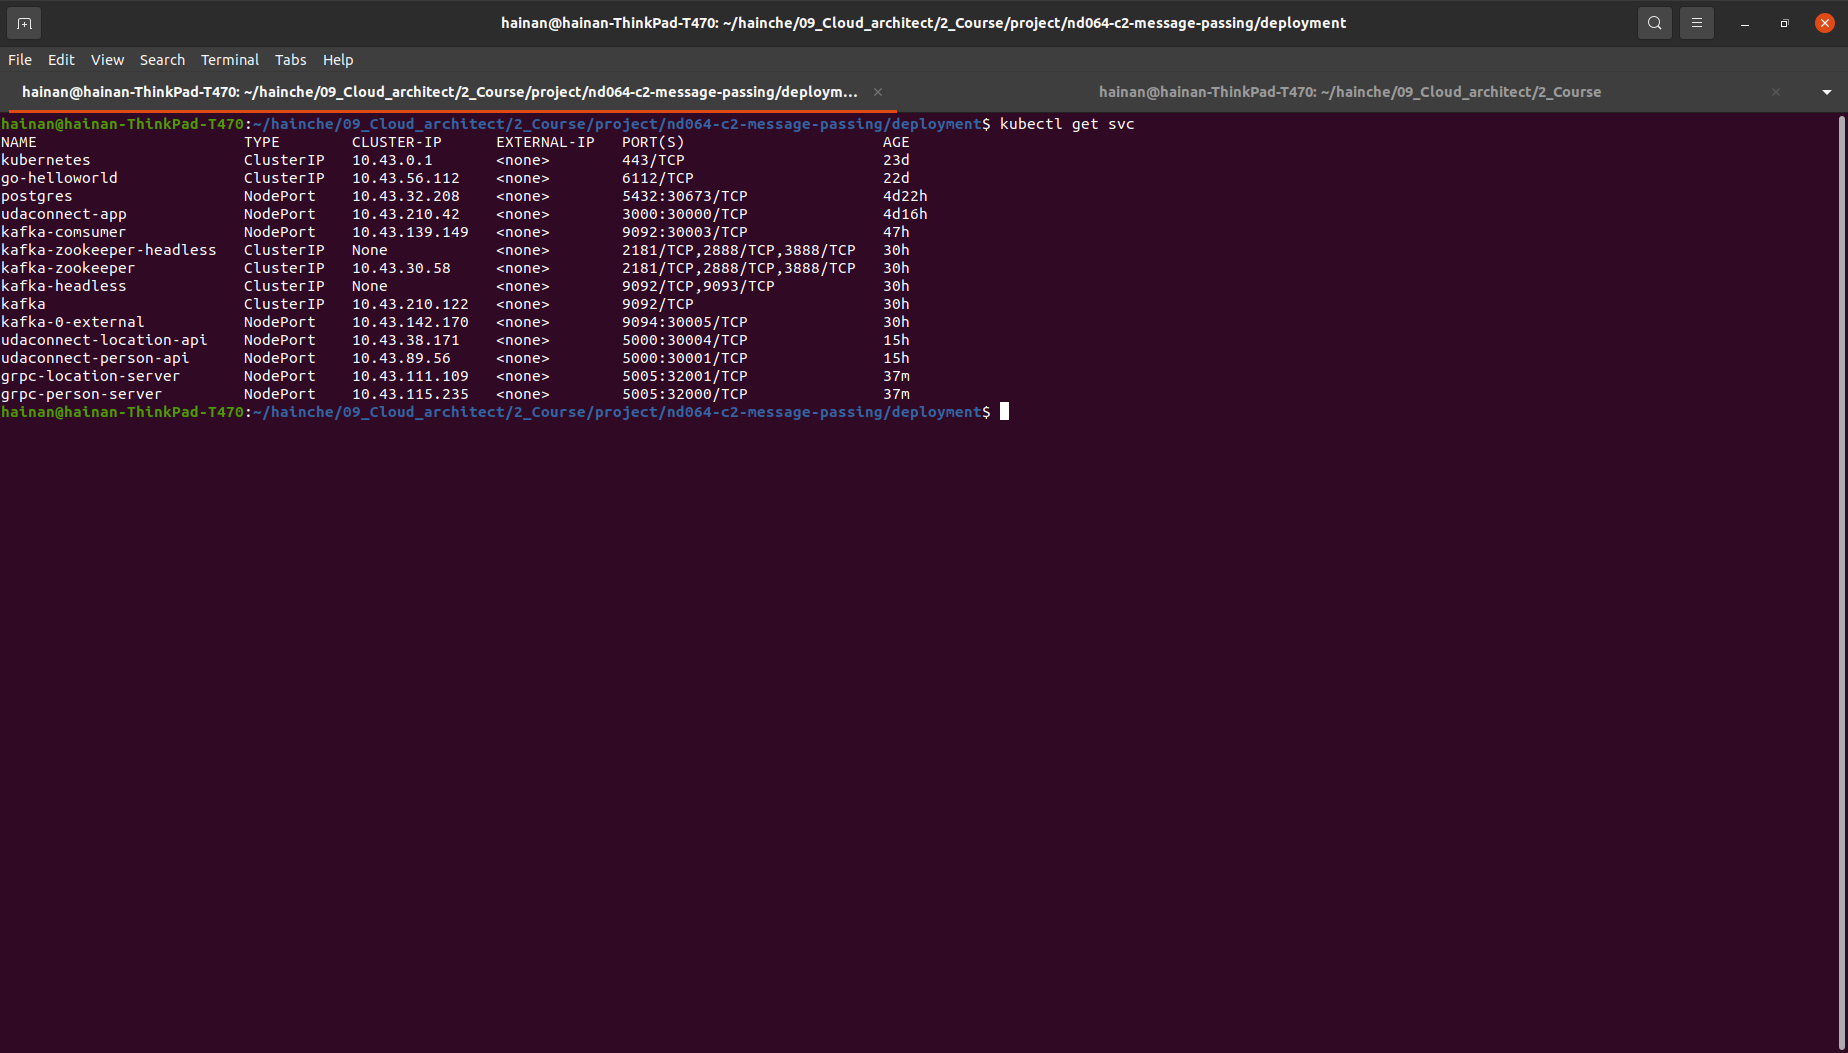 hainan@hainan-ThinkPad-T470: ~/hainche/09_Cloud_architect/2_Course/project/nd064-c2-message-passing/deployment
File Edit View Search Terminal Tabs Help
hainan@hainan-ThinkPad-T470: ~/hainche/09_Cloud_architect/2_Course/project/nd064-c2-message-passing/deploym... hainan@hainan-ThinkPad-T470: ~/hainche/09_Cloud_architect/2_Course
hainan@hainan-ThinkPad-T470:~/hainche/09_Cloud_architect/2_Course/project/nd064-c2-message-passing/deployment$ kubectl get svc
NAME TYPE CLUSTER-IP EXTERNAL-IP PORT(S) AGE
kubernetes ClusterIP 10.43.0.1 <none> 443/TCP 23d
go-helloworld ClusterIP 10.43.56.112 <none> 6112/TCP 22d
postgres NodePort 10.43.32.208 <none> 5432:30673/TCP 4d22h
udaconnect-app NodePort 10.43.210.42 <none> 3000:30000/TCP 4d16h
kafka-comsumer NodePort 10.43.139.149 <none> 9092:30003/TCP 47h
kafka-zookeeper-headless ClusterIP None <none> 2181/TCP,2888/TCP,3888/TCP 30h
kafka-zookeeper ClusterIP 10.43.30.58 <none> 2181/TCP,2888/TCP,3888/TCP 30h
kafka-headless ClusterIP None <none> 9092/TCP,9093/TCP 30h
kafka ClusterIP 10.43.210.122 <none> 9092/TCP 30h
kafka-0-external NodePort 10.43.142.170 <none> 9094:30005/TCP 30h
udaconnect-location-api NodePort 10.43.38.171 <none> 5000:30004/TCP 15h
udaconnect-person-api NodePort 10.43.89.56 <none> 5000:30001/TCP 15h
grpc-location-server NodePort 10.43.111.109 <none> 5005:32001/TCP 37m
grpc-person-server NodePort 10.43.115.235 <none> 5005:32000/TCP 37m
hainan@hainan-ThinkPad-T470:~/hainche/09_Cloud_architect/2_Course/project/nd064-c2-message-passing/deployment$